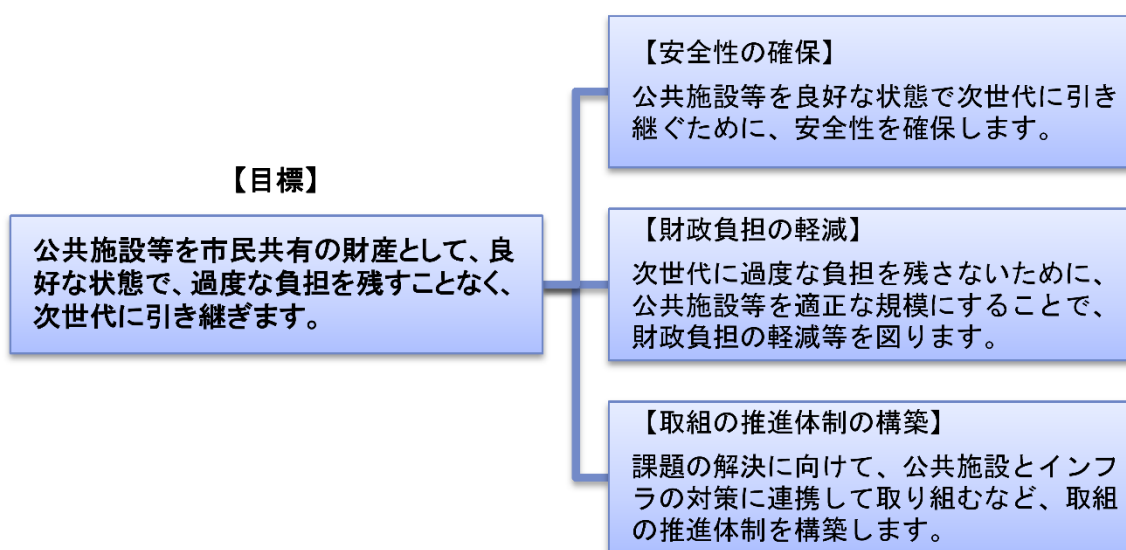 【目標】
公共施設等を市民共有の財産として、良
好な状態で、過度な負担を残すことなく、
次世代に引き継ぎます。
【安全性の確保】
公共施設等を良好な状態で次世代に引き
継ぐために、安全性を確保します。
【財政負担の軽減】
次世代に過度な負担を残さないために、
公共施設等を適正な規模にすることで、
財政負担の軽減等を図ります。
【取組の推進体制の構築】
課題の解決に向けて、公共施設とインフ
ラの対策に連携して取り組むなど、取組
の推進体制を構築します。